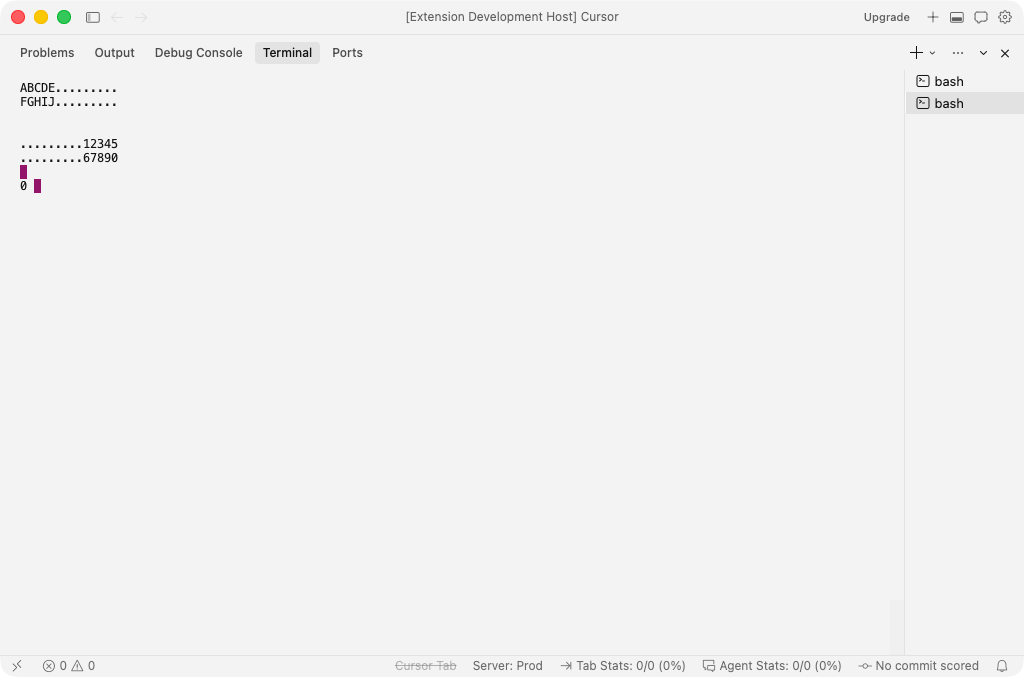 [Extension Development Host] Cursor
Upgrade
Problems Output Debug Console Terminal Ports
ABCDE.........
FGHIJ.........
.........12345
.........67890
0
bash
bash
0 0 Cursor Tab Server: Prod Tab Stats: 0/0 (0%) Agent Stats: 0/0 (0%) No commit scored